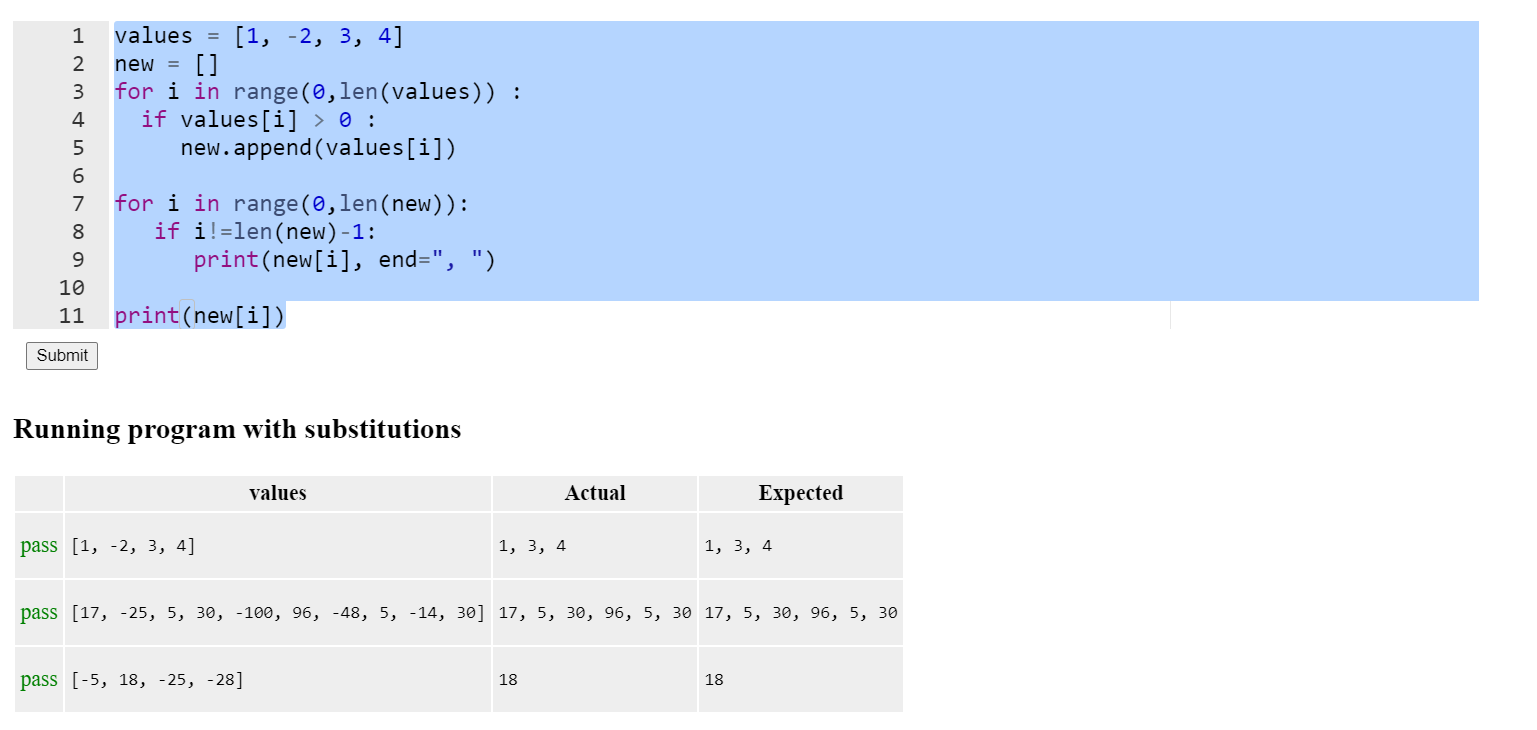 1 values = [1, -2, 3, 4]
2 new = []
3 for i in range(0,len(values)) :
4   if values[i] > 0 :
5      new.append(values[i])
6
7 for i in range(0,len(new)):
8    if i!=len(new)-1:
9       print(new[i], end=", ")
10
11 print(new[i])
Submit
Running program with substitutions
values Actual Expected
pass [1, -2, 3, 4] 1, 3, 4 1, 3, 4
pass [17, -25, 5, 30, -100, 96, -48, 5, -14, 30] 17, 5, 30, 96, 5, 30 17, 5, 30, 96, 5, 30
pass [-5, 18, -25, -28] 18 18